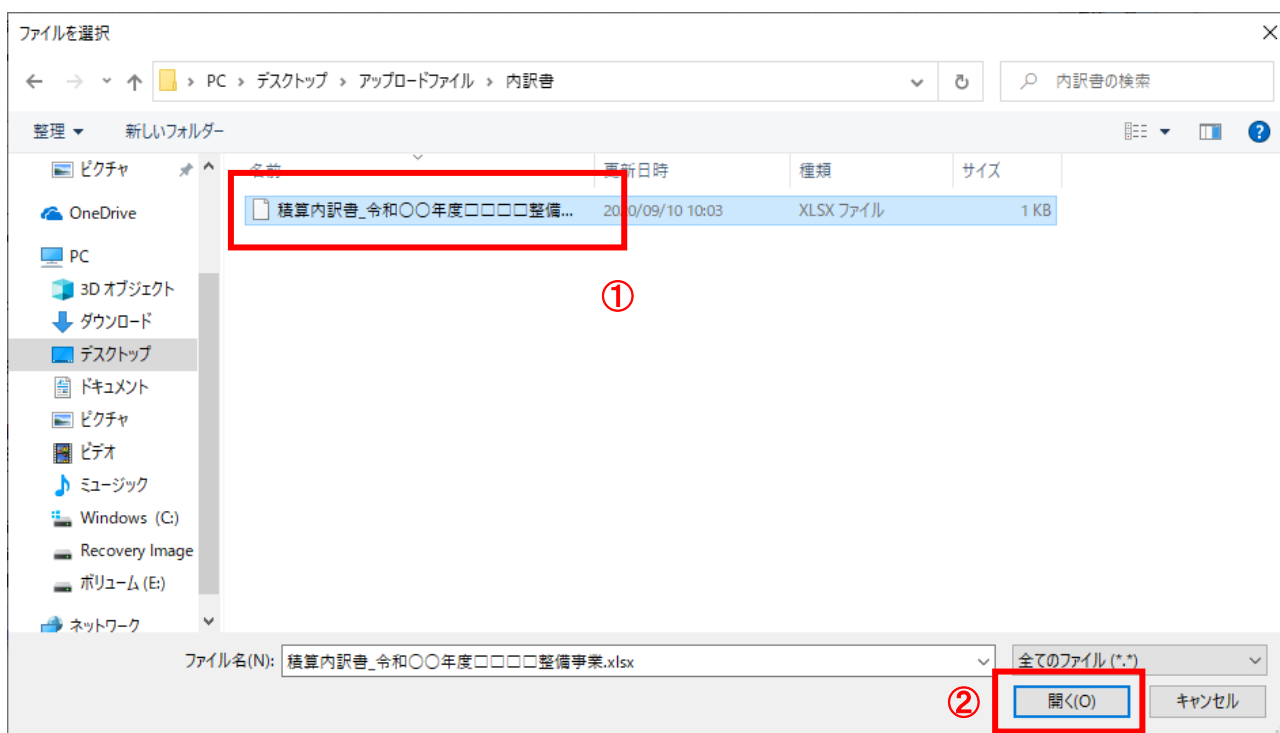 ファイルを選択
PC › デスクトップ › アップロードファイル › 内訳書
内訳書の検索
整理
新しいフォルダー
ピクチャ
OneDrive
PC
3D オブジェクト
ダウンロード
デスクトップ
ドキュメント
ピクチャ
ビデオ
ミュージック
Windows (C:)
Recovery Image
ボリューム (E:)
ネットワーク
名前 更新日時 種類 サイズ
積算内訳書_令和〇〇年度□□□□整備... 2020/09/10 10:03 XLSX ファイル 1 KB
①
ファイル名(N): 積算内訳書_令和〇〇年度□□□□整備事業.xlsx 全てのファイル (*.*)
② 開く(O) キャンセル